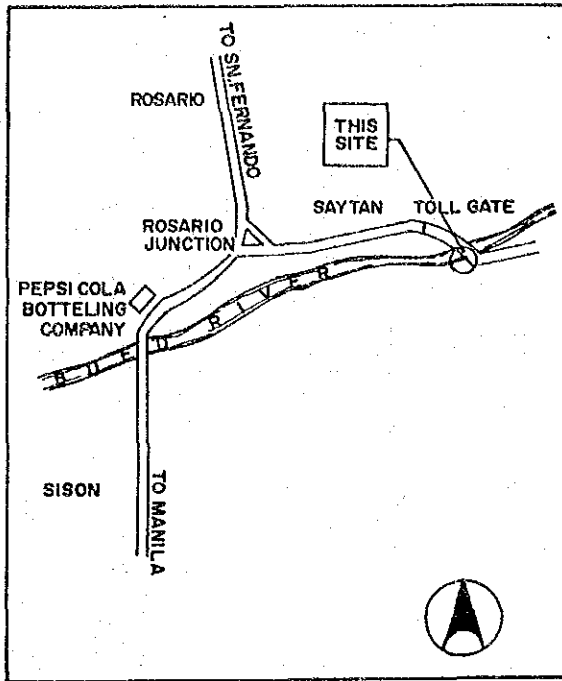 TO SN.FERNANDO
ROSARIO
THIS
SITE
SAYTAN
TOLL GATE
ROSARIO
JUNCTION
PEPSI COLA
BOTTELING
COMPANY
BUED RIVER
SISON
TO MANILA